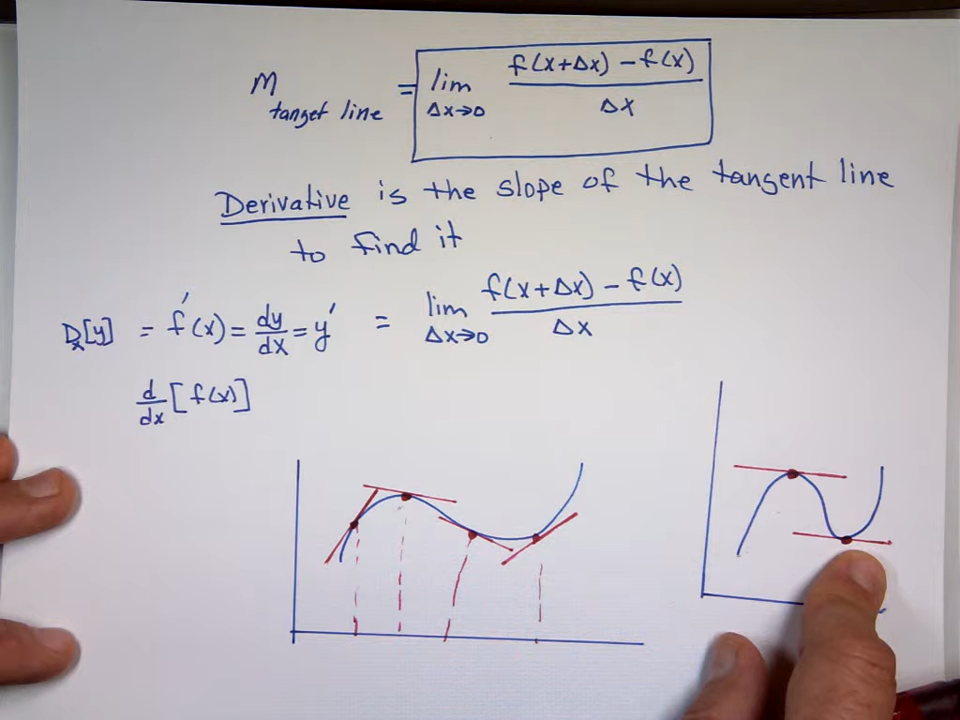 m tanget line = lim Δx→0 f(x+Δx) - f(x) / Δx
Derivative is the slope of the tangent line
to find it
Dx[y] = f'(x) = dy/dx = y' = lim Δx→0 f(x+Δx) - f(x) / Δx
d/dx [f(x)]